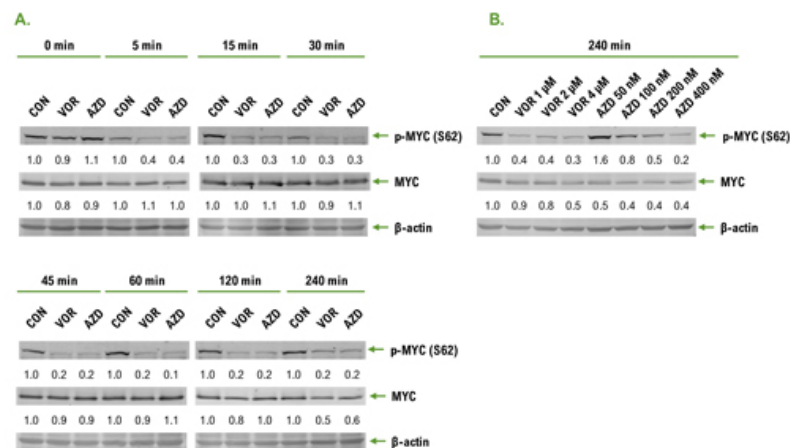 A.
0 min 5 min 15 min 30 min
CON VOR AZD CON VOR AZD CON VOR AZD CON VOR AZD
p-MYC (S62)
1.0 0.9 1.1 1.0 0.4 0.4 1.0 0.3 0.3 1.0 0.3 0.3
MYC
1.0 0.8 0.9 1.0 1.1 1.0 1.0 1.0 1.1 1.0 0.9 1.1
β-actin
45 min 60 min 120 min 240 min
CON VOR AZD CON VOR AZD CON VOR AZD CON VOR AZD
p-MYC (S62)
1.0 0.2 0.2 1.0 0.2 0.1 1.0 0.2 0.2 1.0 0.2 0.2
MYC
1.0 0.9 0.9 1.0 0.9 1.1 1.0 0.8 1.0 1.0 0.5 0.6
β-actin
B.
240 min
CON VOR 1 µM VOR 2 µM VOR 4 µM AZD 50 nM AZD 100 nM AZD 200 nM AZD 400 nM
p-MYC (S62)
1.0 0.4 0.4 0.3 1.6 0.8 0.5 0.2
MYC
1.0 0.9 0.8 0.5 0.5 0.4 0.4 0.4
β-actin